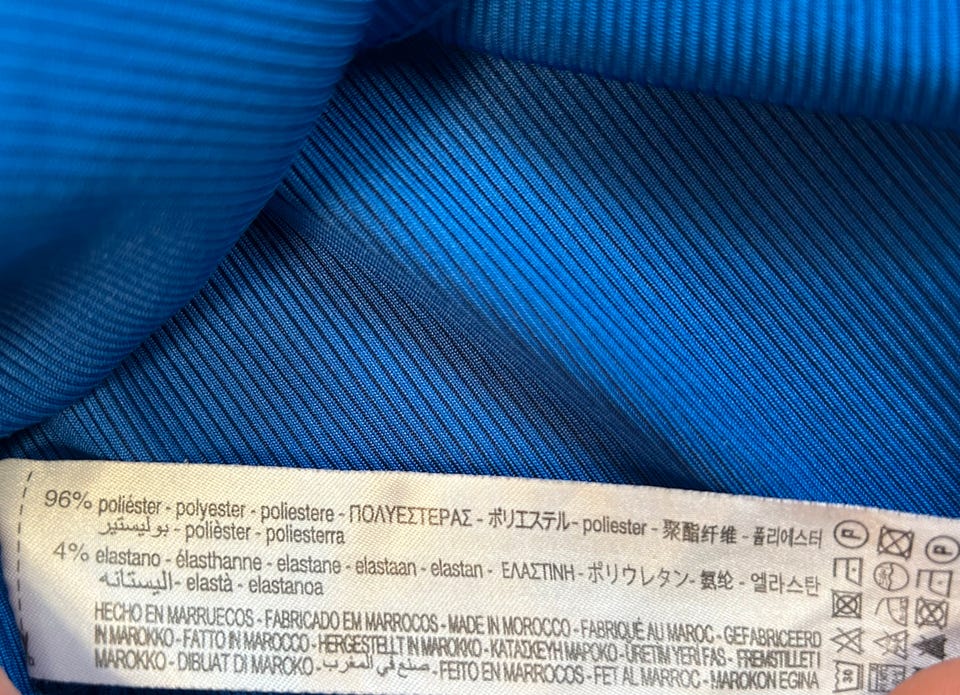 96% poliéster - polyester - poliestere - ΠΟΛΥΕΣΤΕΡΑΣ - ポリエステル - poliester - 聚酯纤维 - 폴리에스터
بوليستير - polièster - poliesterra
4% elastano - élasthanne - elastane - elastaan - elastan - ΕΛΑΣΤΙΝΗ - ポリウレタン - 氨纶 - 엘라스탄
اليستانه - elastà - elastanoa
HECHO EN MARRUECOS - FABRICADO EM MARROCOS - MADE IN MOROCCO - FABRIQUÉ AU MAROC - GEFABRICEERD
IN MAROKKO - FATTO IN MAROCCO - HERGESTELLT IN MAROKKO - ΚΑΤΑΣΚΕΥΗ ΜΑΡΟΚΟ - ÜRETIM YERI FAS - FREMSTILLET I
MAROKKO - DIBUAT DI MAROKO - صنع في المغرب - FEITO EN MARROCOS - FET AL MARROC - MAROKON EGINA
P
P
30